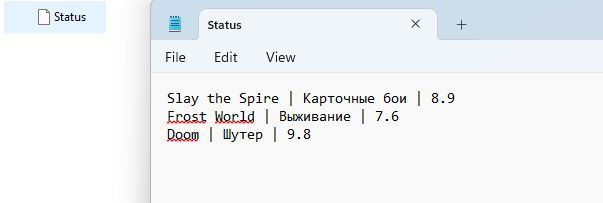 Status
Status
File Edit View
Slay the Spire | Карточные бои | 8.9
Frost World | Выживание | 7.6
Doom | Шутер | 9.8